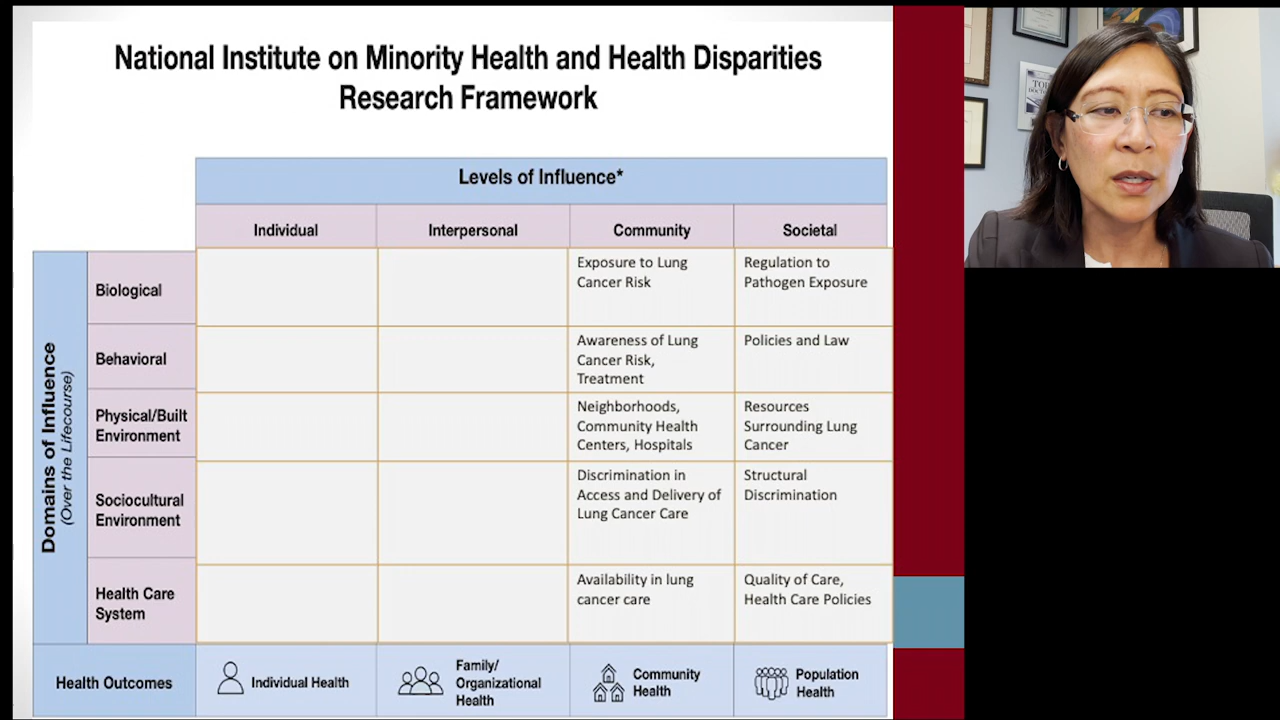 National Institute on Minority Health and Health Disparities
Research Framework
Levels of Influence*
Individual
Interpersonal
Community
Societal
Domains of Influence
(Over the Lifecourse)
Biological
Exposure to Lung
Cancer Risk
Regulation to
Pathogen Exposure
Behavioral
Awareness of Lung
Cancer Risk,
Treatment
Policies and Law
Physical/Built
Environment
Neighborhoods,
Community Health
Centers, Hospitals
Resources
Surrounding Lung
Cancer
Sociocultural
Environment
Discrimination in
Access and Delivery of
Lung Cancer Care
Structural
Discrimination
Health Care
System
Availability in lung
cancer care
Quality of Care,
Health Care Policies
Health Outcomes
Individual Health
Family/
Organizational
Health
Community
Health
Population
Health